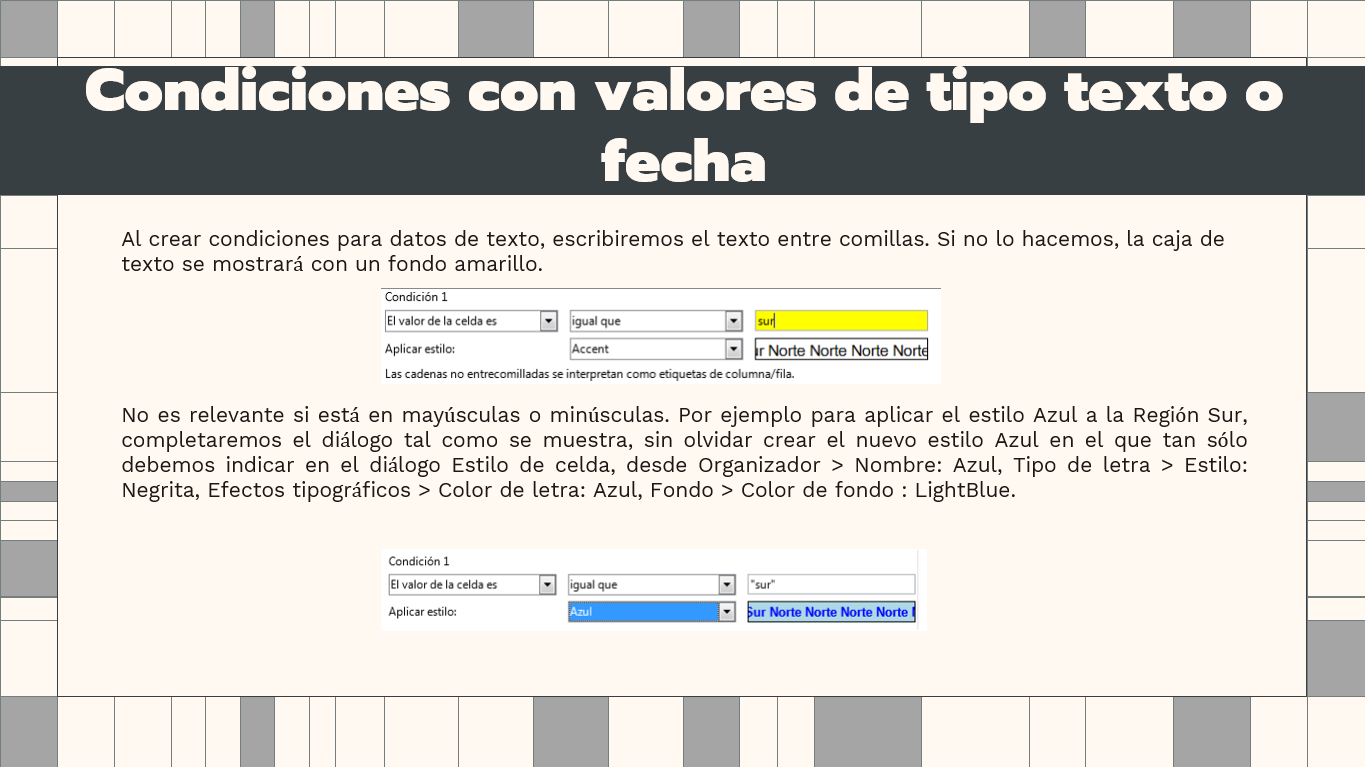 Condiciones con valores de tipo texto o
fecha
Al crear condiciones para datos de texto, escribiremos el texto entre comillas. Si no lo hacemos, la caja de
texto se mostrará con un fondo amarillo.
Condición 1
El valor de la celda es igual que sur
Aplicar estilo: Accent ur Norte Norte Norte Norte
Las cadenas no entrecomilladas se interpretan como etiquetas de columna/fila.
No es relevante si está en mayúsculas o minúsculas. Por ejemplo para aplicar el estilo Azul a la Región Sur,
completaremos el diálogo tal como se muestra, sin olvidar crear el nuevo estilo Azul en el que tan sólo
debemos indicar en el diálogo Estilo de celda, desde Organizador > Nombre: Azul, Tipo de letra > Estilo:
Negrita, Efectos tipográficos > Color de letra: Azul, Fondo > Color de fondo : LightBlue.
Condición 1
El valor de la celda es igual que "sur"
Aplicar estilo: Azul Sur Norte Norte Norte Norte